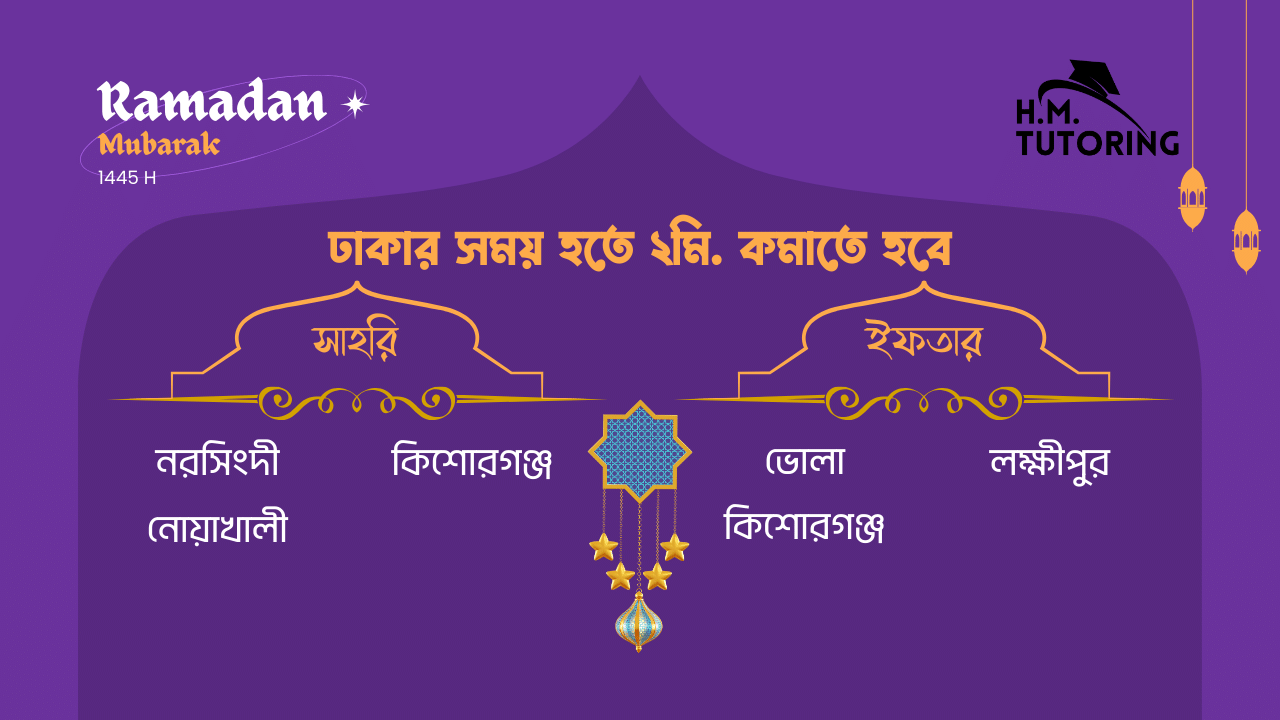 Ramadan
Mubarak
1445 H
H.M.
TUTORING
ঢাকার সময় হতে ২মি. কমাতে হবে
সাহরি
ইফতার
নরসিংদী কিশোরগঞ্জ
নোয়াখালী
ভোলা লক্ষীপুর
কিশোরগঞ্জ